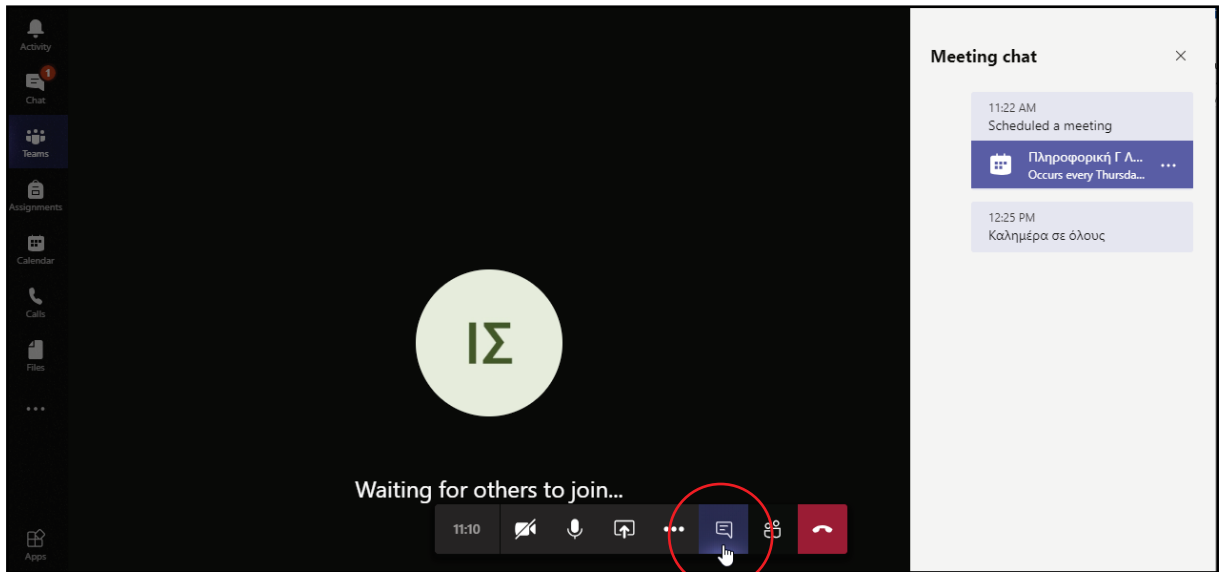 Activity
1
Chat
Teams
Assignments
Calendar
Calls
Files
Apps
ΙΣ
Waiting for others to join...
11:10
Meeting chat
11:22 AM
Scheduled a meeting
Πληροφορική Γ Λ...
Occurs every Thursda...
12:25 PM
Καλημέρα σε όλους